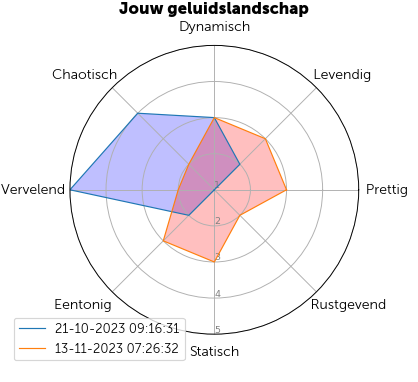 Jouw geluidslandschap
Dynamisch
Chaotisch
Levendig
Vervelend
Prettig
1
2
3
4
5
Eentonig
Rustgevend
Statisch
21-10-2023 09:16:31
13-11-2023 07:26:32